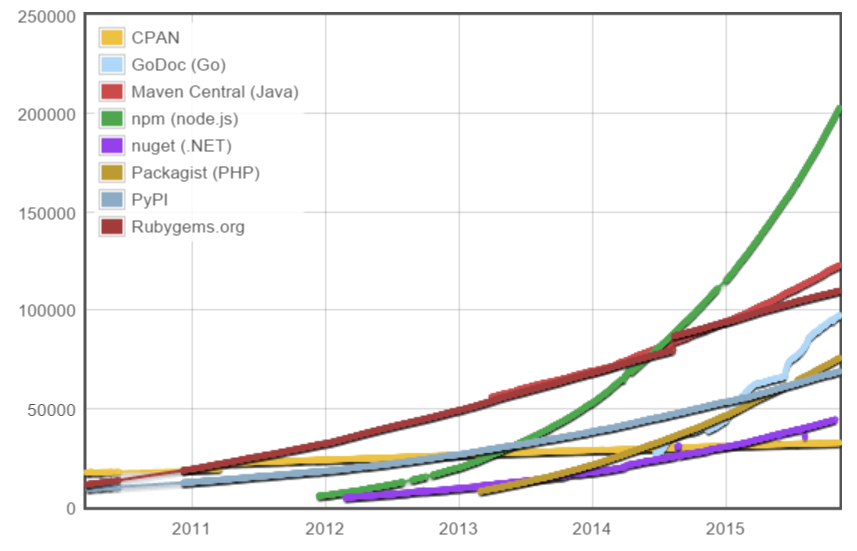 250000
200000
150000
100000
50000
0
CPAN
GoDoc (Go)
Maven Central (Java)
npm (node.js)
nuget (.NET)
Packagist (PHP)
PyPI
Rubygems.org
2011
2012
2013
2014
2015